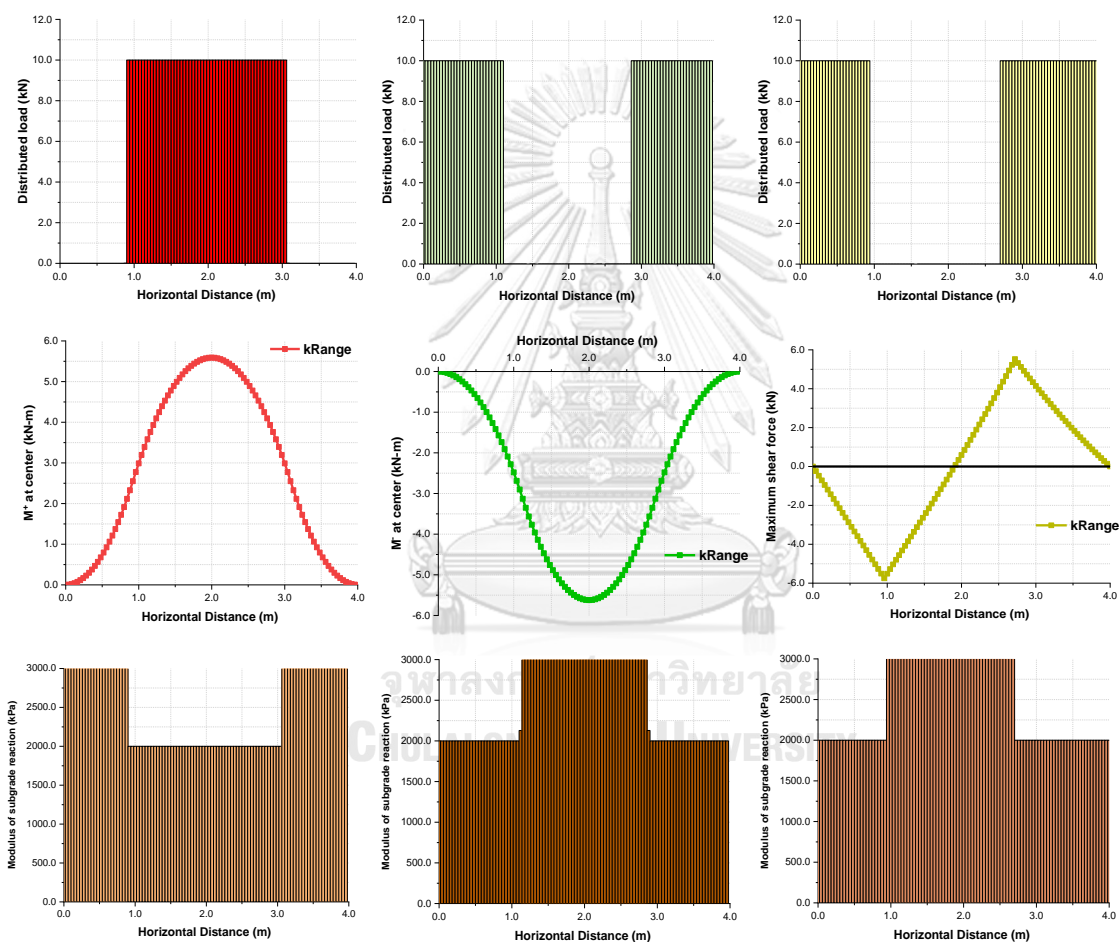 12.0
10.0
8.0
6.0
4.0
2.0
0.0
Distributed load (kN)
0.0 1.0 2.0 3.0 4.0
Horizontal Distance (m)
12.0
10.0
8.0
6.0
4.0
2.0
0.0
Distributed load (kN)
0.0 1.0 2.0 3.0 4.0
Horizontal Distance (m)
12.0
10.0
8.0
6.0
4.0
2.0
0.0
Distributed load (kN)
0.0 1.0 2.0 3.0 4.0
Horizontal Distance (m)
6.0
5.0
4.0
3.0
2.0
1.0
0.0
M⁺ at center (kN-m)
kRange
0.0 1.0 2.0 3.0 4.0
Horizontal Distance (m)
Horizontal Distance (m)
0.0 1.0 2.0 3.0 4.0
0.0
-1.0
-2.0
-3.0
-4.0
-5.0
-6.0
M⁻ at center (kN-m)
kRange
6.0
4.0
2.0
0.0
-2.0
-4.0
-6.0
Maximum shear force (kN)
kRange
0.0 1.0 2.0 3.0 4.0
Horizontal Distance (m)
3000.0
2500.0
2000.0
1500.0
1000.0
500.0
0.0
Modulus of subgrade reaction (kPa)
0.0 1.0 2.0 3.0 4.0
Horizontal Distance (m)
3000.0
2500.0
2000.0
1500.0
1000.0
500.0
0.0
Modulus of subgrade reaction (kPa)
0.0 1.0 2.0 3.0 4.0
Horizontal Distance (m)
3000.0
2500.0
2000.0
1500.0
1000.0
500.0
0.0
Modulus of subgrade reaction (kPa)
0.0 1.0 2.0 3.0 4.0
Horizontal Distance (m)